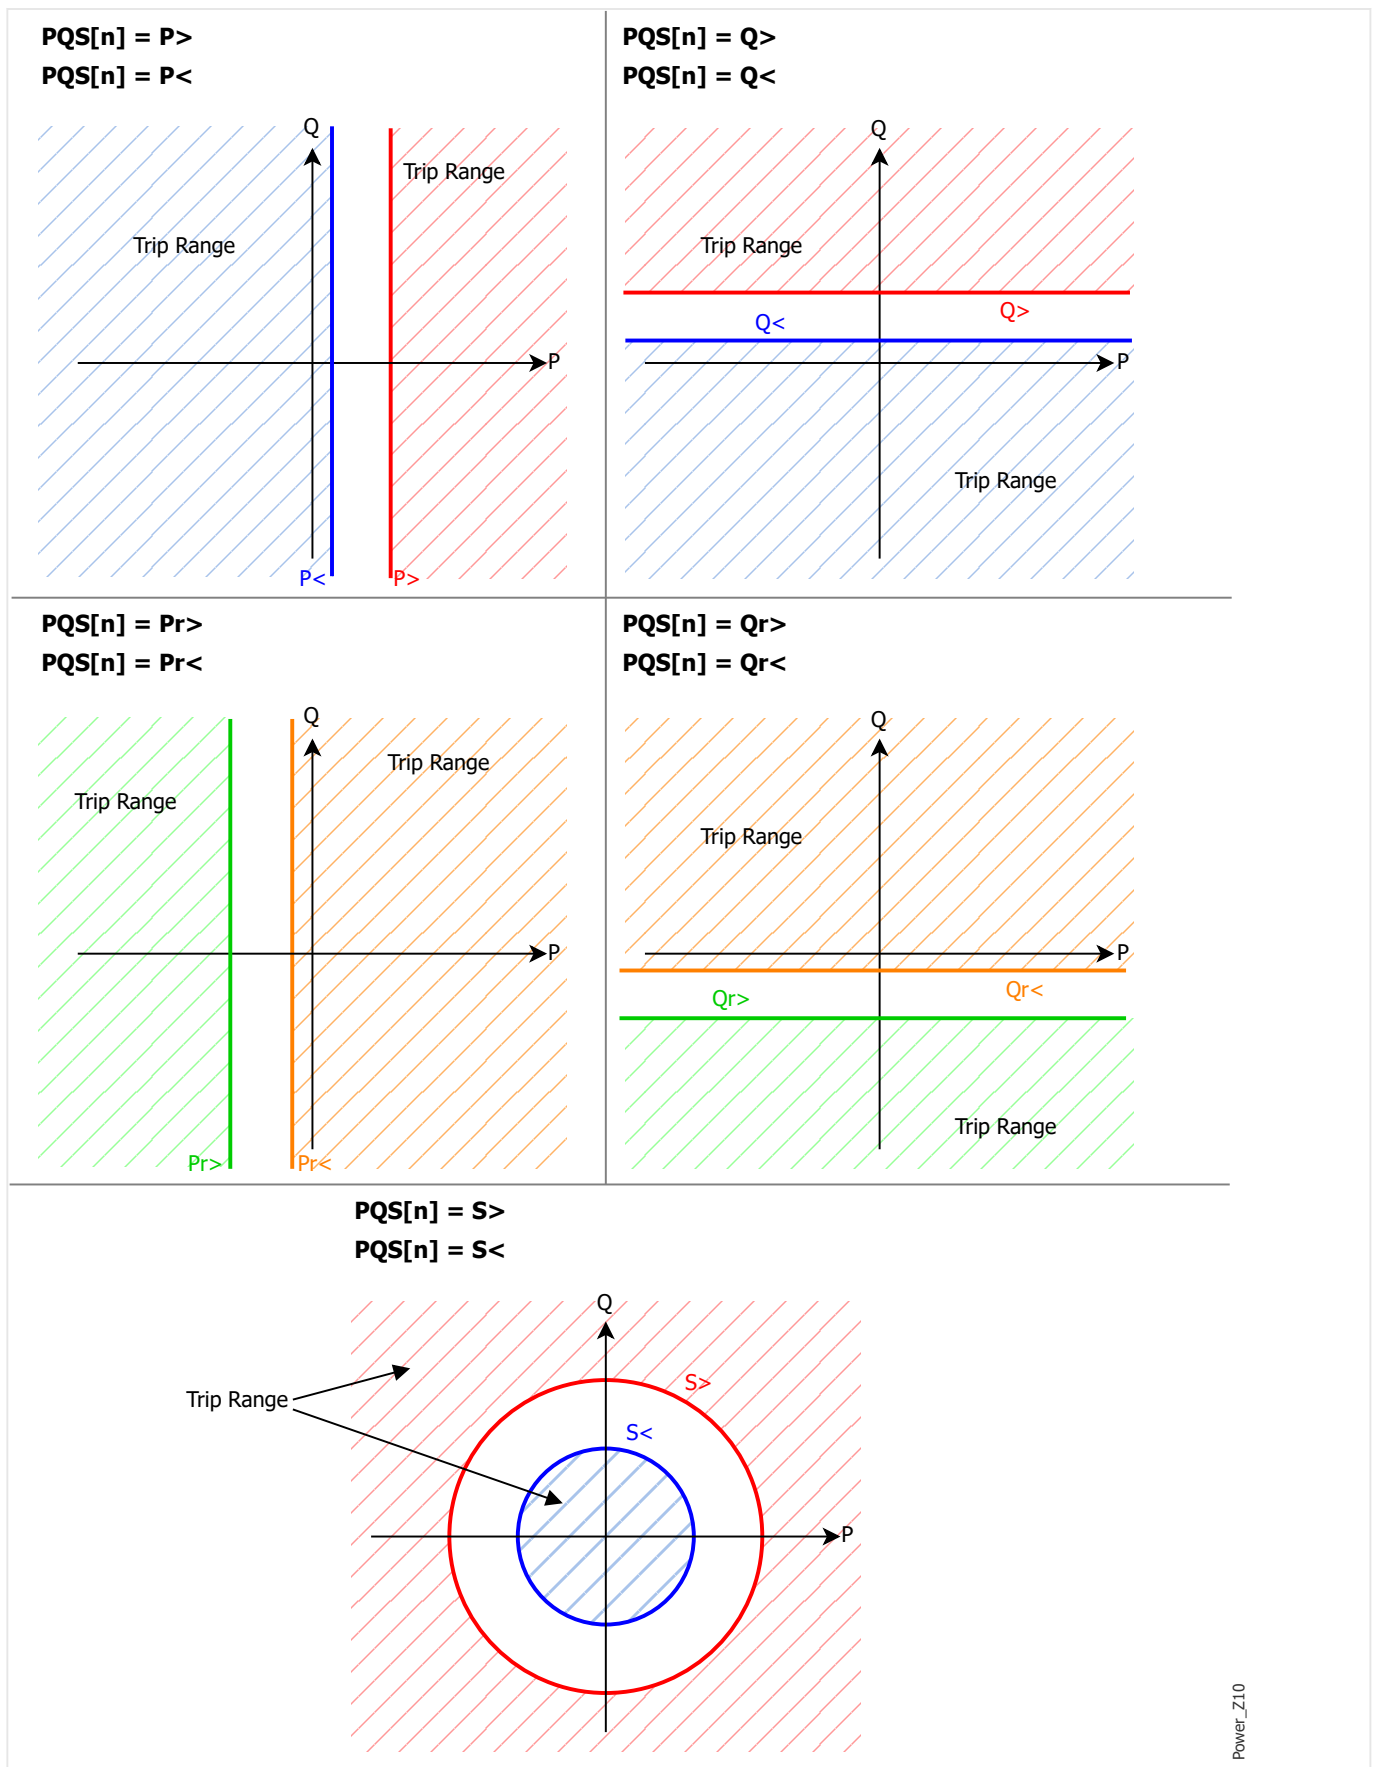 PQS[n] = P>
PQS[n] = P<
Q
Trip Range
Trip Range
P
P<
P>
PQS[n] = Q>
PQS[n] = Q<
Q
Trip Range
Q>
Q<
P
Trip Range
PQS[n] = Pr>
PQS[n] = Pr<
Q
Trip Range
Trip Range
P
Pr>
Pr<
PQS[n] = Qr>
PQS[n] = Qr<
Q
Trip Range
P
Qr<
Qr>
Trip Range
PQS[n] = S>
PQS[n] = S<
Q
S>
Trip Range
S<
P
Power_Z10